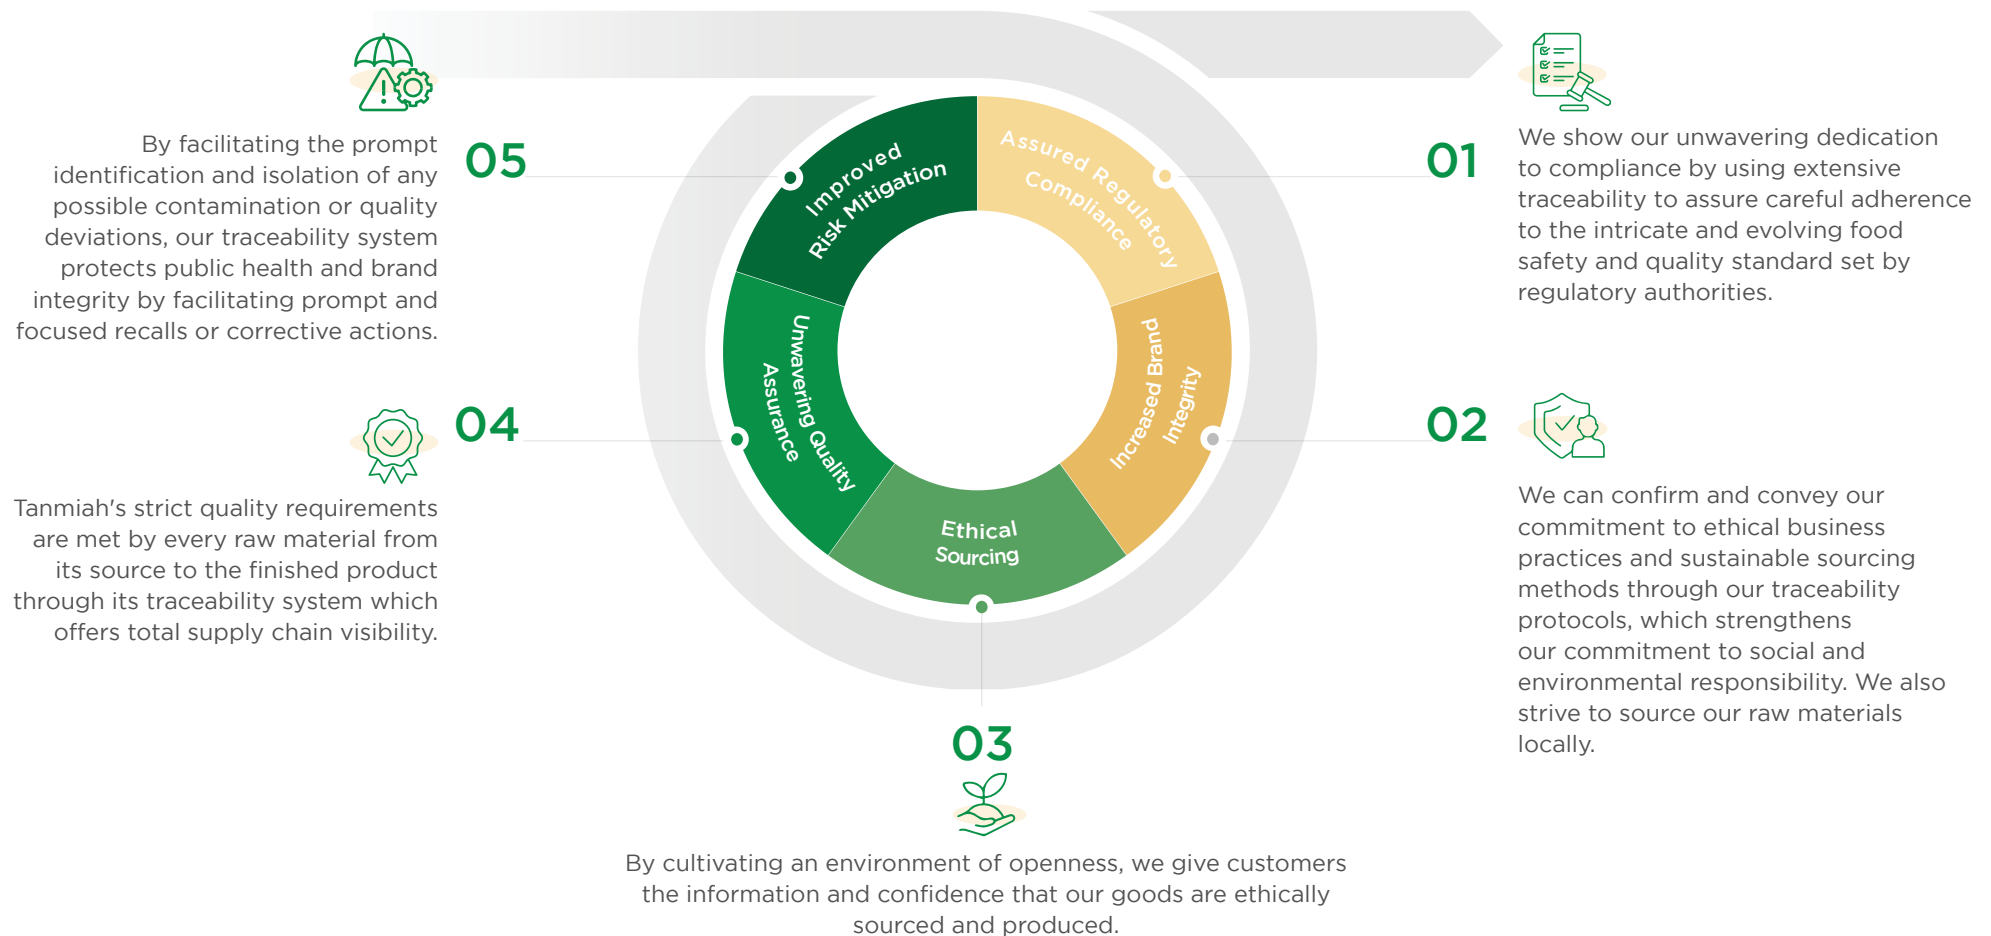 Improved
Risk Mitigation
Assured Regulatory
Compliance
Increased Brand
Integrity
Ethical
Sourcing
Unwavering Quality
Assurance
01
We show our unwavering dedication
to compliance by using extensive
traceability to assure careful adherence
to the intricate and evolving food
safety and quality standard set by
regulatory authorities.
02
We can confirm and convey our
commitment to ethical business
practices and sustainable sourcing
methods through our traceability
protocols, which strengthens
our commitment to social and
environmental responsibility. We also
strive to source our raw materials
locally.
03
By cultivating an environment of openness, we give customers
the information and confidence that our goods are ethically
sourced and produced.
04
Tanmiah's strict quality requirements
are met by every raw material from
its source to the finished product
through its traceability system which
offers total supply chain visibility.
05
By facilitating the prompt
identification and isolation of any
possible contamination or quality
deviations, our traceability system
protects public health and brand
integrity by facilitating prompt and
focused recalls or corrective actions.